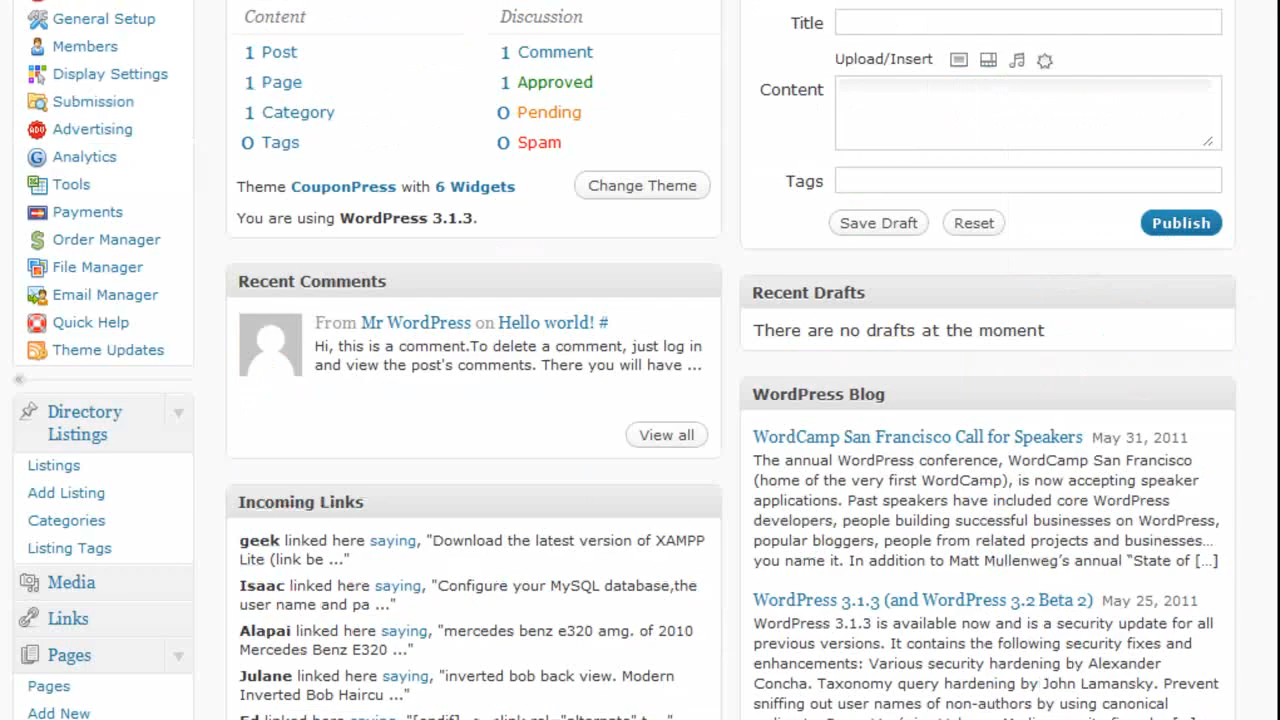 General Setup
Members
Display Settings
Submission
Advertising
Analytics
Tools
Payments
Order Manager
File Manager
Email Manager
Quick Help
Theme Updates
Directory
Listings
Listings
Add Listing
Categories
Listing Tags
Media
Links
Pages
Pages
Add New
Content
1 Post
1 Page
1 Category
0 Tags
Discussion
1 Comment
1 Approved
0 Pending
0 Spam
Theme CouponPress with 6 Widgets
Change Theme
You are using WordPress 3.1.3.
Recent Comments
From Mr WordPress on Hello world! #
Hi, this is a comment.To delete a comment, just log in
and view the post's comments. There you will have ...
View all
Incoming Links
geek linked here saying, "Download the latest version of XAMPP
Lite (link be ..."
Isaac linked here saying, "Configure your MySQL database,the
user name and pa ..."
Alapai linked here saying, "mercedes benz e320 amg. of 2010
Mercedes Benz E320 ..."
Julane linked here saying, "inverted bob back view. Modern
Inverted Bob Haircu ..."
Title
Upload/Insert
Content
Tags
Save Draft
Reset
Publish
Recent Drafts
There are no drafts at the moment
WordPress Blog
WordCamp San Francisco Call for Speakers May 31, 2011
The annual WordPress conference, WordCamp San Francisco
(home of the very first WordCamp), is now accepting speaker
applications. Past speakers have included core WordPress
developers, people building successful businesses on WordPress,
popular bloggers, people from related projects and businesses…
you name it. In addition to Matt Mullenweg’s annual “State of […]
WordPress 3.1.3 (and WordPress 3.2 Beta 2) May 25, 2011
WordPress 3.1.3 is available now and is a security update for all
previous versions. It contains the following security fixes and
enhancements: Various security hardening by Alexander
Concha. Taxonomy query hardening by John Lamansky. Prevent
sniffing out user names of non-authors by using canonical